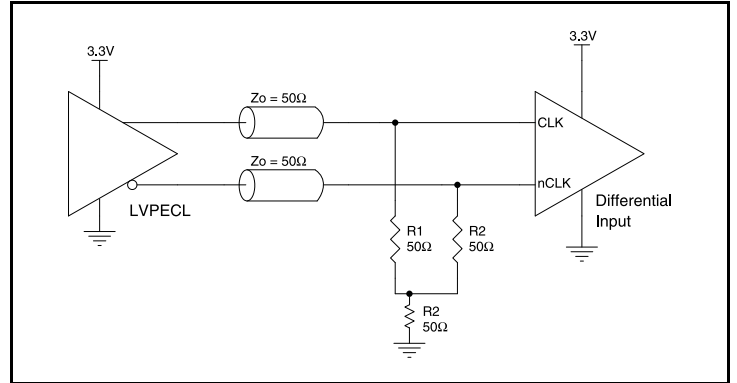 3.3V
3.3V
Zo = 50Ω
CLK
Zo = 50Ω
nCLK
LVPECL
Differential
Input
R1
50Ω
R2
50Ω
R2
50Ω